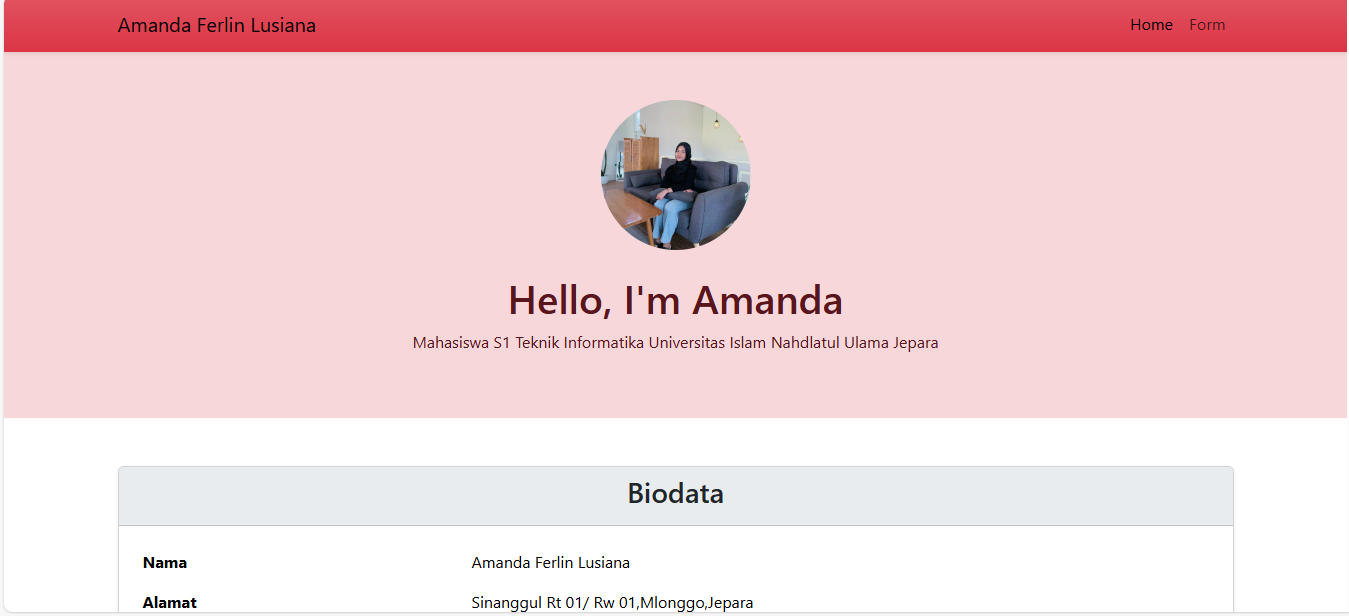 Amanda Ferlin Lusiana
Home Form
Hello, I'm Amanda
Mahasiswa S1 Teknik Informatika Universitas Islam Nahdlatul Ulama Jepara
Biodata
Nama Amanda Ferlin Lusiana
Alamat Sinanggul Rt 01/ Rw 01,Mlonggo,Jepara